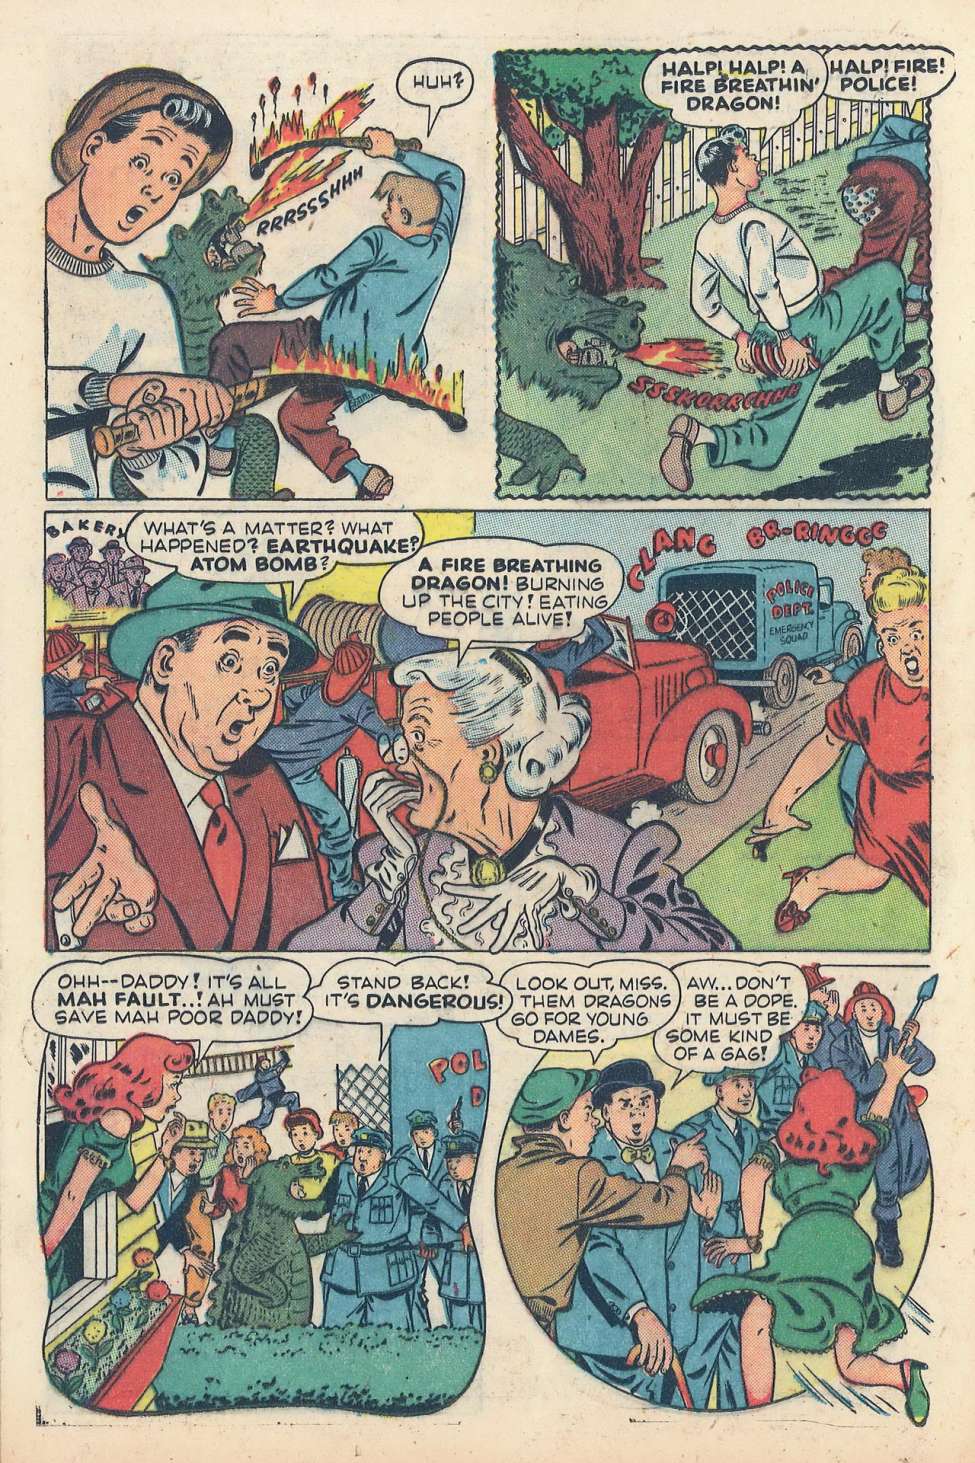 HUH?
RRRSSSHHH
HALP! HALP! A
FIRE BREATHIN'
DRAGON!
HALP! FIRE!
POLICE!
SSSKORRCHHH
BAKERY
WHAT'S A MATTER? WHAT
HAPPENED? EARTHQUAKE?
ATOM BOMB?
A FIRE BREATHING
DRAGON! BURNING
UP THE CITY! EATING
PEOPLE ALIVE!
CLANG
BR-RINGGG
POLICE
DEPT.
EMERGENCY
SQUAD
OHH--DADDY! IT'S ALL
MAH FAULT..! AH MUST
SAVE MAH POOR DADDY!
STAND BACK!
IT'S DANGEROUS!
POL
D
LOOK OUT, MISS.
THEM DRAGONS
GO FOR YOUNG
DAMES.
AW... DON'T
BE A DOPE.
IT MUST BE
SOME KIND
OF A GAG!